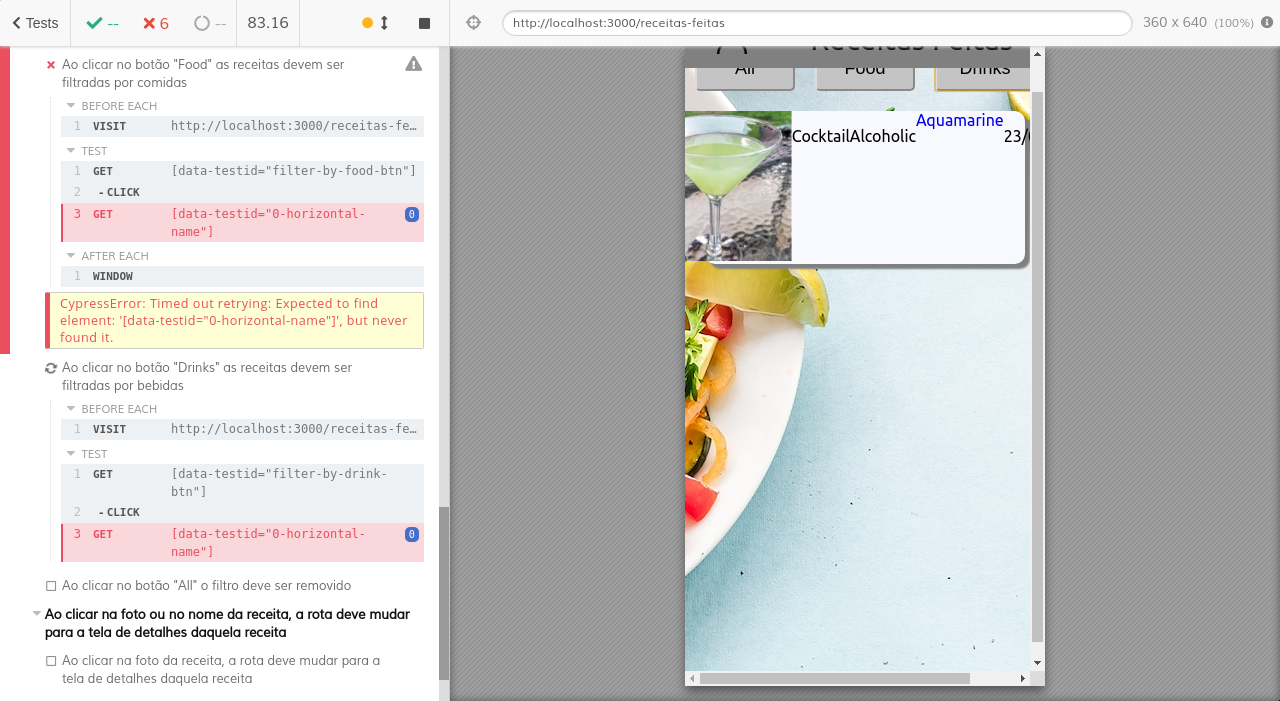 Tests
--
6
--
83.16
http://localhost:3000/receitas-feitas
360 x 640 (100%)
Ao clicar no botão "Food" as receitas devem ser
filtradas por comidas
BEFORE EACH
1 VISIT http://localhost:3000/receitas-fe…
TEST
1 GET [data-testid="filter-by-food-btn"]
2 - CLICK
3 GET [data-testid="0-horizontal-
name"]
0
AFTER EACH
1 WINDOW
CypressError: Timed out retrying: Expected to find
element: '[data-testid="0-horizontal-name"]', but never
found it.
Ao clicar no botão "Drinks" as receitas devem ser
filtradas por bebidas
BEFORE EACH
1 VISIT http://localhost:3000/receitas-fe…
TEST
1 GET [data-testid="filter-by-drink-
btn"]
2 - CLICK
3 GET [data-testid="0-horizontal-
name"]
0
Ao clicar no botão "All" o filtro deve ser removido
Ao clicar na foto ou no nome da receita, a rota deve mudar
para a tela de detalhes daquela receita
Ao clicar na foto da receita, a rota deve mudar para a
tela de detalhes daquela receita
Receitas Feitas
All
Food
Drinks
Aquamarine
CocktailAlcoholic
23/